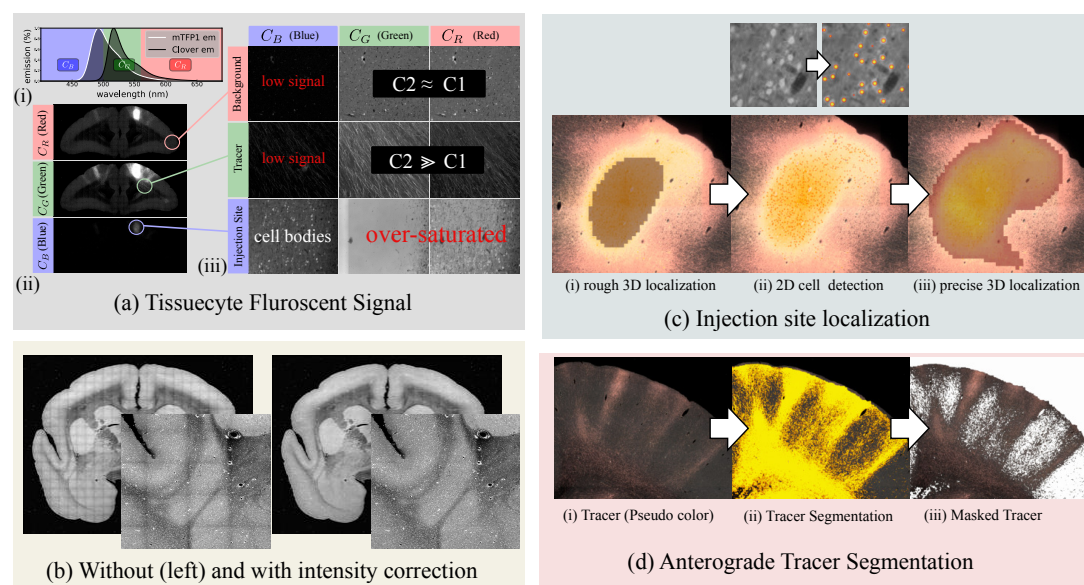 emission (%)
mTFP1 em
Clover em
C_B
C_G
C_R
450 500 550 600 650
wavelength (nm)
(i)
C_R (Red)
C_G (Green)
C_B (Blue)
(ii)
C_B (Blue) C_G (Green) C_R (Red)
Background
low signal
C2 ≈ C1
Tracer
low signal
C2 ≫ C1
Injection Site
cell bodies
over-saturated
(iii)
(a) Tissuecyte Fluroscent Signal
(b) Without (left) and with intensity correction
(i) rough 3D localization
(ii) 2D cell detection
(iii) precise 3D localization
(c) Injection site localization
(i) Tracer (Pseudo color)
(ii) Tracer Segmentation
(iii) Masked Tracer
(d) Anterograde Tracer Segmentation